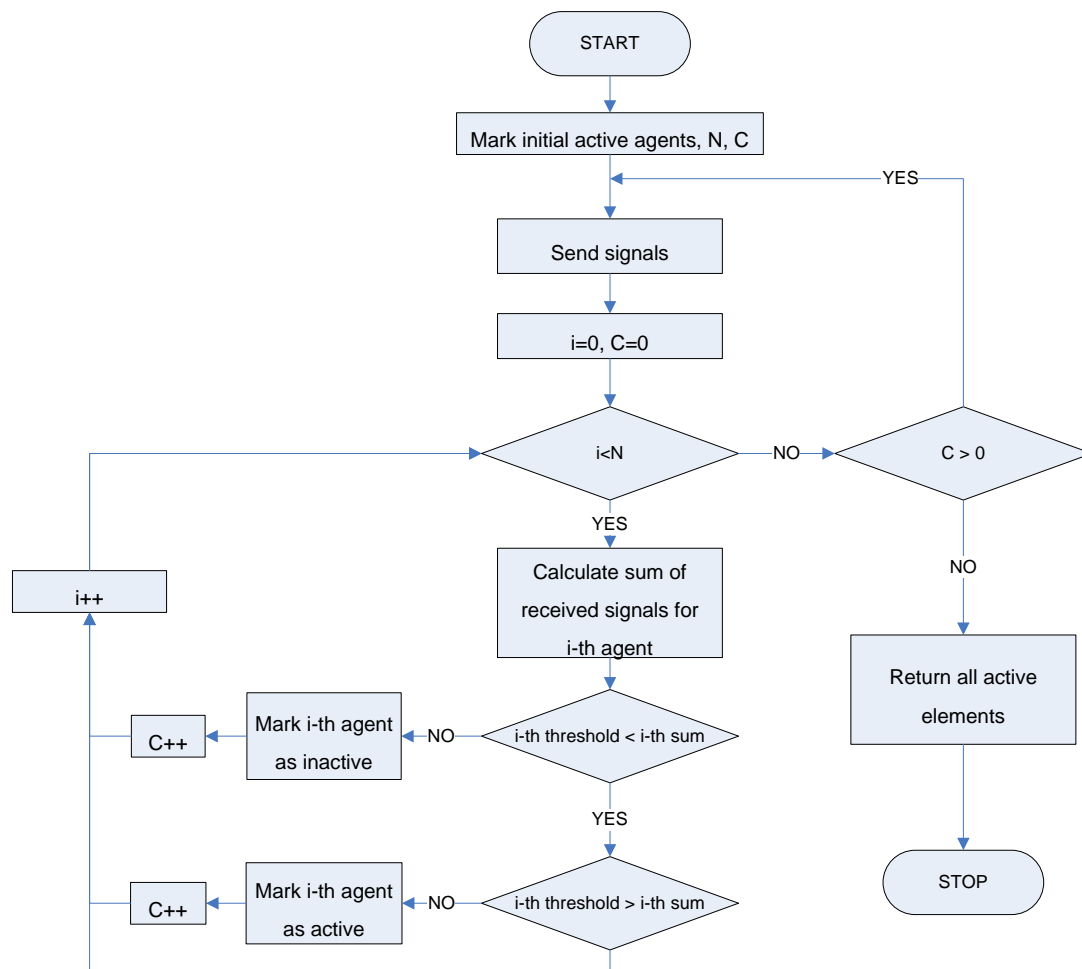 START
Mark initial active agents, N, C
YES
Send signals
i=0, C=0
i<N
NO
C > 0
YES
NO
Calculate sum of
received signals for
i-th agent
i++
Return all active
elements
Mark i-th agent
as inactive
C++
NO
i-th threshold < i-th sum
YES
STOP
Mark i-th agent
as active
C++
NO
i-th threshold > i-th sum